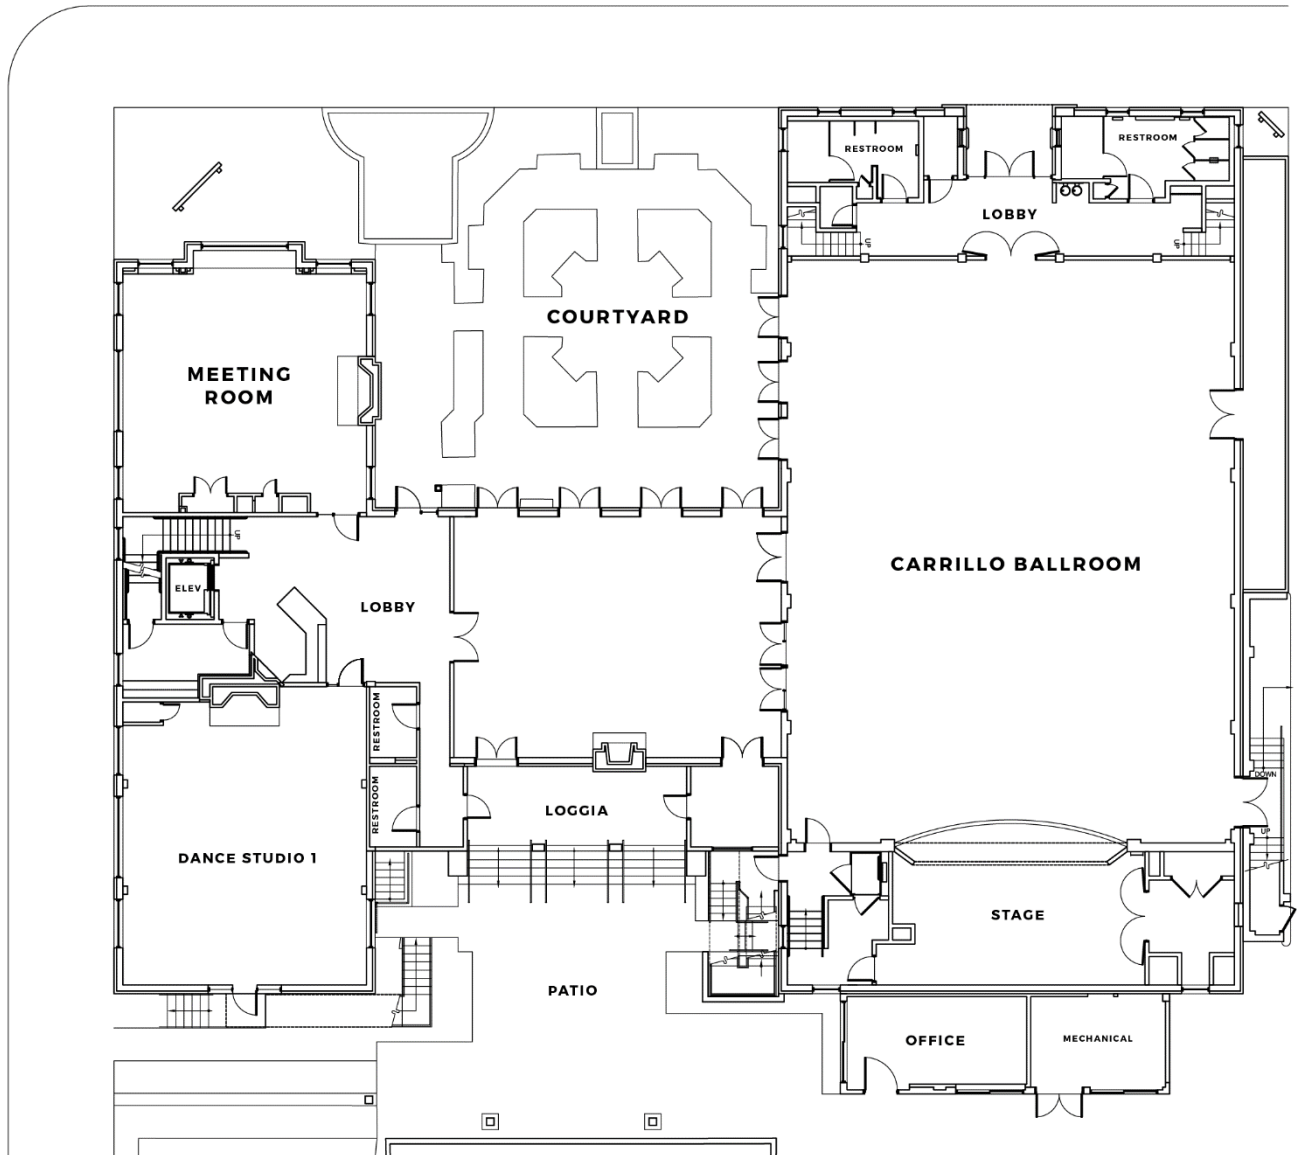 RESTROOM
RESTROOM
LOBBY
UP
UP
COURTYARD
MEETING
ROOM
UP
ELEV
LOBBY
CARRILLO BALLROOM
RESTROOM
RESTROOM
LOGGIA
DOWN
UP
DANCE STUDIO 1
STAGE
PATIO
OFFICE
MECHANICAL